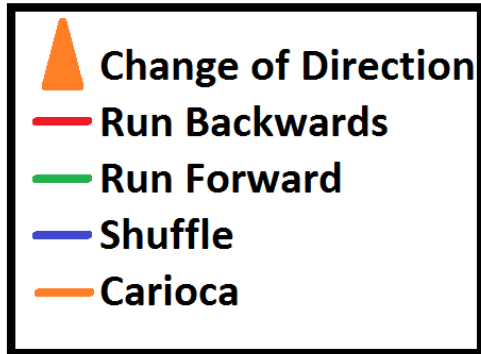 Change of Direction
Run Backwards
Run Forward
Shuffle
Carioca